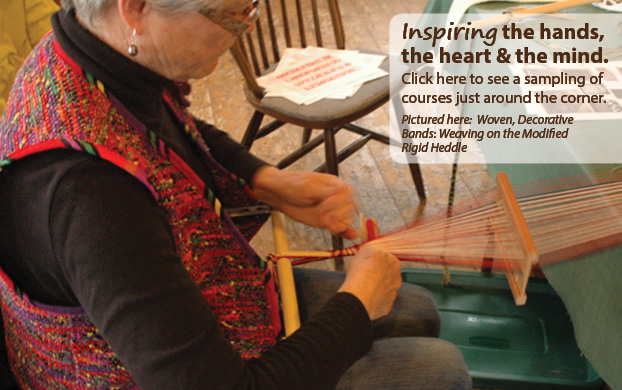 Inspiring the hands,
the heart & the mind.
Click here to see a sampling of
courses just around the corner.
Pictured here: Woven, Decorative
Bands: Weaving on the Modified
Rigid Heddle